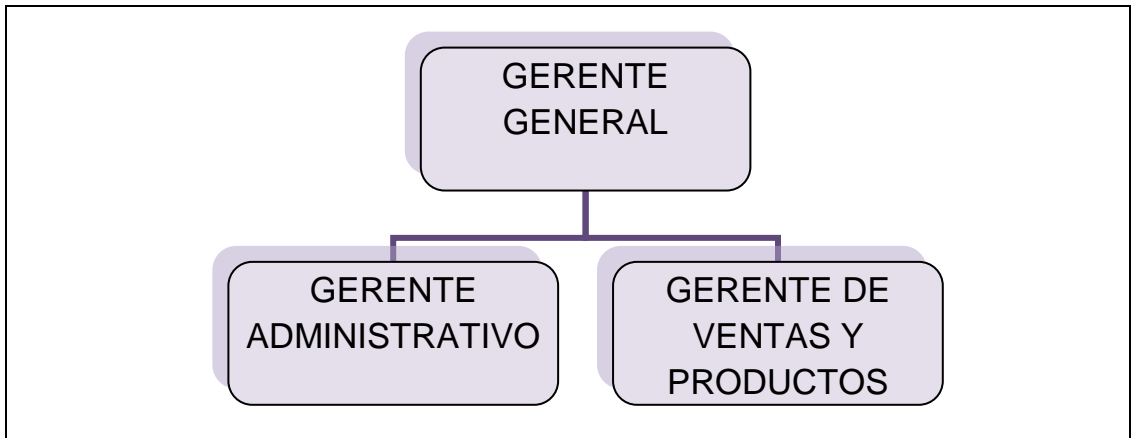 GERENTE
GENERAL
GERENTE
ADMINISTRATIVO
GERENTE DE
VENTAS Y
PRODUCTOS